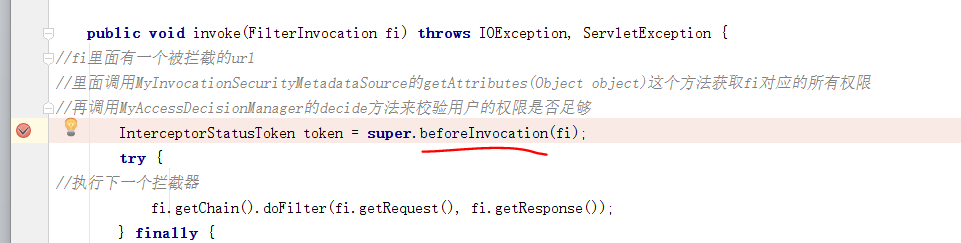 public void invoke(FilterInvocation fi) throws IOException, ServletException {
//fi里面有一个被拦截的url
//里面调用MyInvocationSecurityMetadataSource的getAttributes(Object object)这个方法获取fi对应的所有权限
//再调用MyAccessDecisionManager的decide方法来校验用户的权限是否足够
InterceptorStatusToken token = super.beforeInvocation(fi);
try {
//执行下一个拦截器
fi.getChain().doFilter(fi.getRequest(), fi.getResponse());
} finally {